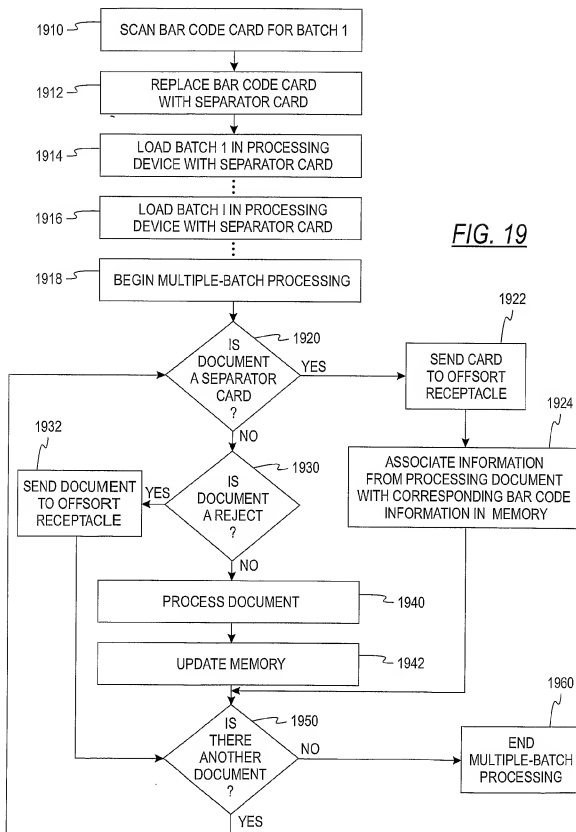 1910
SCAN BAR CODE CARD FOR BATCH 1
1912
REPLACE BAR CODE CARD
WITH SEPARATOR CARD
1914
LOAD BATCH 1 IN PROCESSING
DEVICE WITH SEPARATOR CARD
1916
LOAD BATCH I IN PROCESSING
DEVICE WITH SEPARATOR CARD
FIG. 19
1918
BEGIN MULTIPLE-BATCH PROCESSING
1920
IS
DOCUMENT
A SEPARATOR
CARD
?
YES
NO
1922
SEND CARD
TO OFFSORT
RECEPTACLE
1924
ASSOCIATE INFORMATION
FROM PROCESSING DOCUMENT
WITH CORRESPONDING BAR CODE
INFORMATION IN MEMORY
1930
IS
DOCUMENT
A REJECT
?
YES
NO
1932
SEND DOCUMENT
TO OFFSORT
RECEPTACLE
PROCESS DOCUMENT
1940
UPDATE MEMORY
1942
1950
IS
THERE
ANOTHER
DOCUMENT
?
NO
YES
1960
END
MULTIPLE-BATCH
PROCESSING